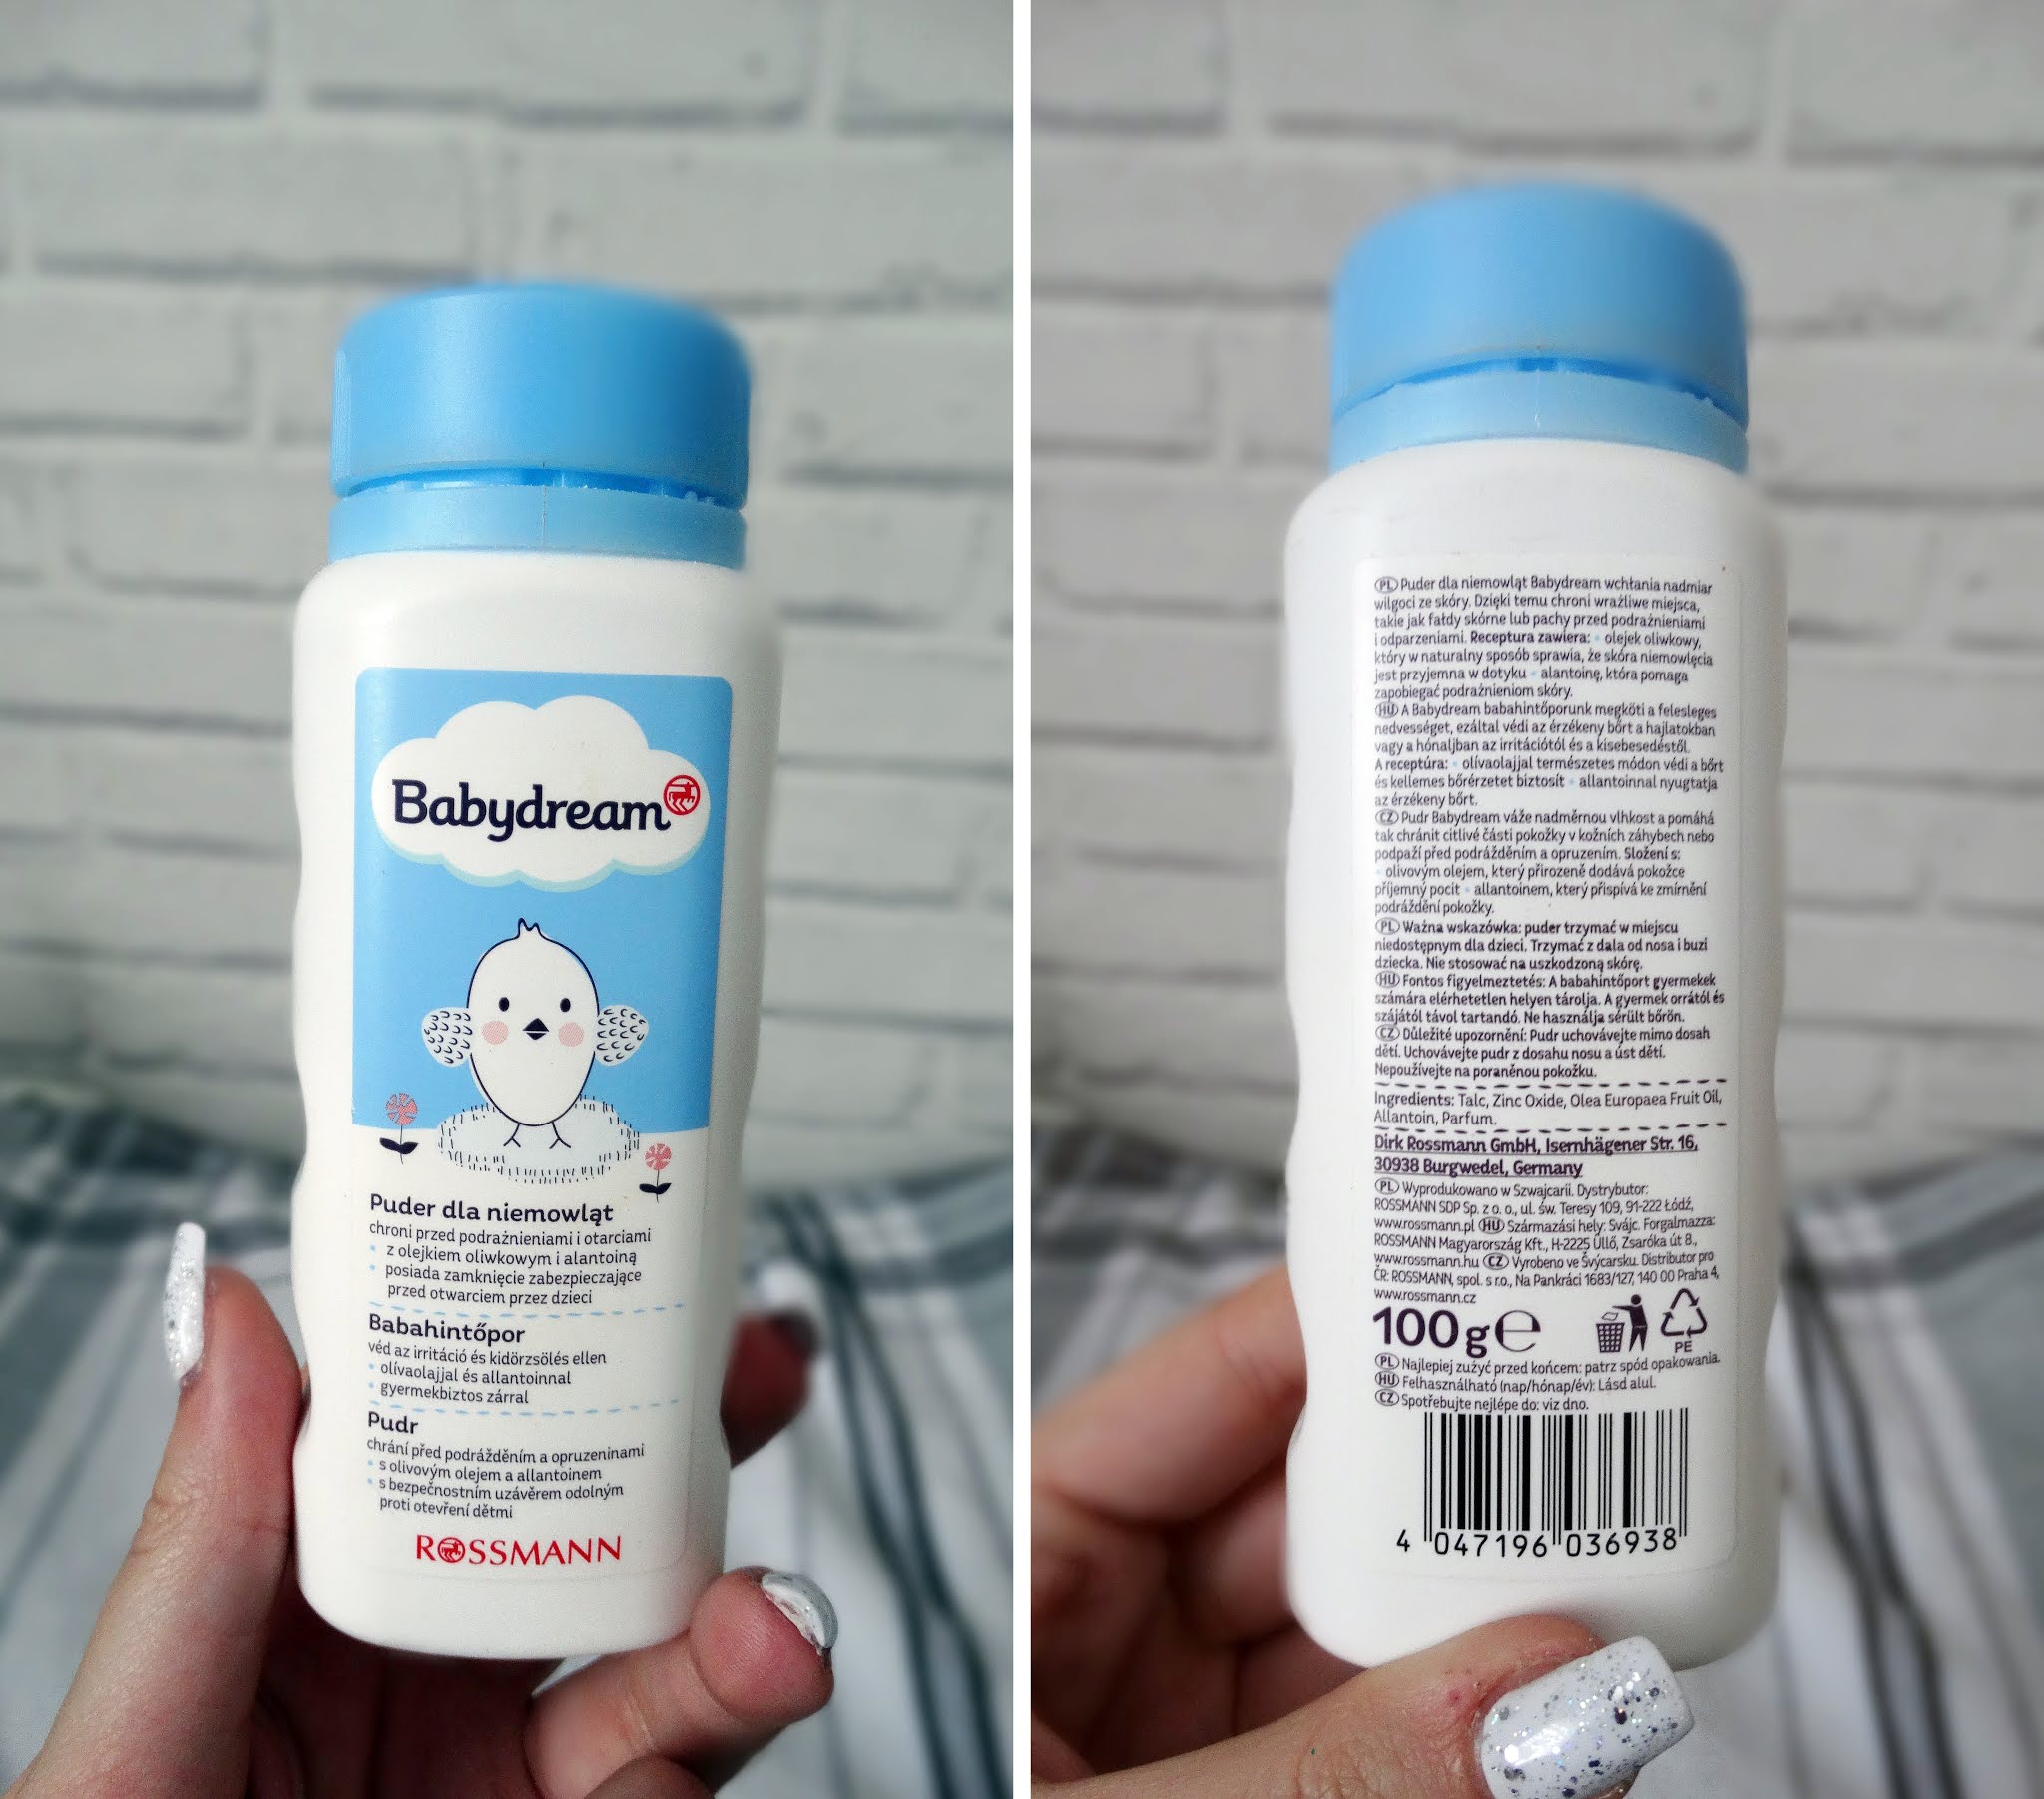 Babydream
Puder dla niemowląt
chroni przed podrażnieniami i otarciami
• z olejkiem oliwkowym i alantoiną
• posiada zamknięcie zabezpieczające
przed otwarciem przez dzieci
Babahintőpor
véd az irritáció és kidörzsölés ellen
• olívaolajjal és allantoinnal
• gyermekbiztos zárral
Pudr
chrání před podrážděním a opruzeninami
• s olivovým olejem a allantoinem
• s bezpečnostním uzávěrem odolným
proti otevření dětmi
ROSSMANN
PL Puder dla niemowląt Babydream wchłania nadmiar
wilgoci ze skóry. Dzięki temu chroni wrażliwe miejsca,
takie jak fałdy skórne lub pachy przed podrażnieniami
i odparzeniami. Receptura zawiera: • olejek oliwkowy,
który w naturalny sposób sprawia, że skóra niemowlęcia
jest przyjemna w dotyku • alantoinę, która pomaga
zapobiegać podrażnieniom skóry.
HU A Babydream babahintőporunk megköti a felesleges
nedvességet, ezáltal védi az érzékeny bőrt a hajlatokban
vagy a hónaljban az irritációtól és a kisebesedéstől.
A receptúra: • olívaolajjal természetes módon védi a bőrt
és kellemes bőrérzetet biztosít • allantoinnal nyugtatja
az érzékeny bőrt.
CZ Pudr Babydream váže nadměrnou vlhkost a pomáhá
tak chránit citlivé části pokožky v kožních záhybech nebo
podpaží před podrážděním a opruzením. Složení s:
• olivovým olejem, který přirozeně dodává pokožce
příjemný pocit • allantoinem, který přispívá ke zmírnění
podráždění pokožky.
PL Ważna wskazówka: puder trzymać w miejscu
niedostępnym dla dzieci. Trzymać z dala od nosa i buzi
dziecka. Nie stosować na uszkodzoną skórę.
HU Fontos figyelmeztetés: A babahintőport gyermekek
számára elérhetetlen helyen tárolja. A gyermek orrától és
szájától távol tartandó. Ne használja sérült bőrön.
CZ Důležité upozornění: Pudr uchovávejte mimo dosah
dětí. Uchovávejte pudr z dosahu nosu a úst dětí.
Nepoužívejte na poraněnou pokožku.
Ingredients: Talc, Zinc Oxide, Olea Europaea Fruit Oil,
Allantoin, Parfum.
Dirk Rossmann GmbH, Isernhägener Str. 16,
30938 Burgwedel, Germany
PL Wyprodukowano w Szwajcarii. Dystrybutor:
ROSSMANN SDP Sp. z o. o., ul. św. Teresy 109, 91-222 Łódź,
www.rossmann.pl HU Származási hely: Svájc. Forgalmazza:
ROSSMANN Magyarország Kft., H-2225 Üllő, Zsaróka út 8.,
www.rossmann.hu CZ Vyrobeno ve Švýcarsku. Distributor pro
ČR: ROSSMANN, spol. s r.o., Na Pankráci 1683/127, 140 00 Praha 4,
www.rossmann.cz
100 g ℮
PE
PL Najlepiej zużyć przed końcem: patrz spód opakowania.
HU Felhasználható (nap/hónap/év): Lásd alul.
CZ Spotřebujte nejlépe do: viz dno.
4 047196 036938